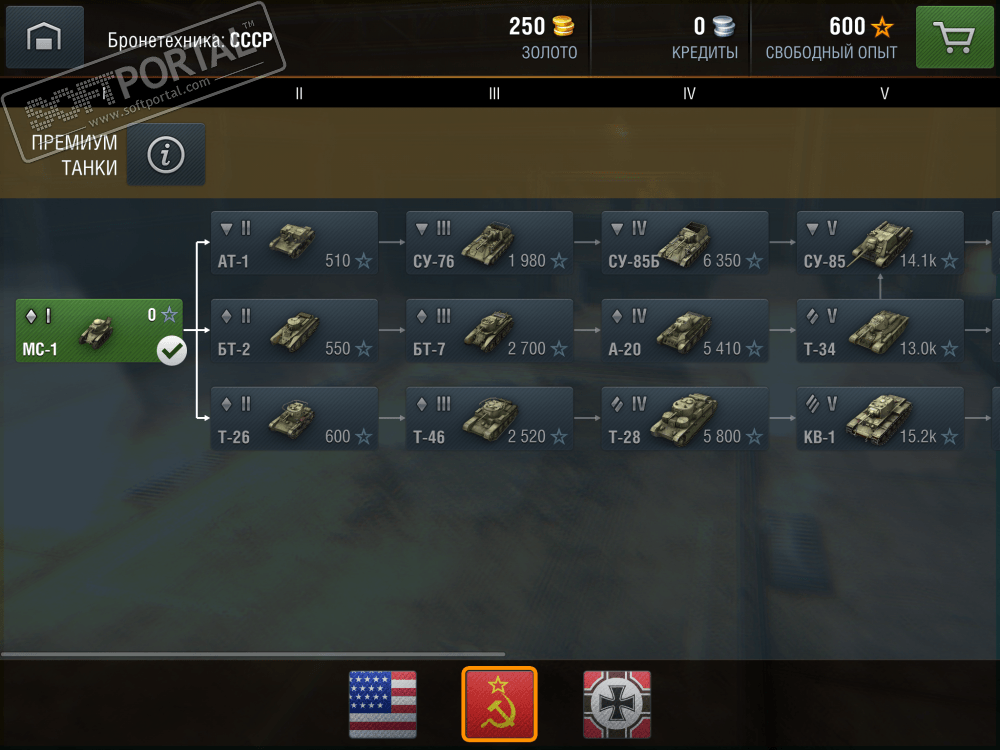 Бронетехника: СССР
250
ЗОЛОТО
0
КРЕДИТЫ
600
СВОБОДНЫЙ ОПЫТ
SOFTPORTAL™
www.softportal.com
I II III IV V
ПРЕМИУМ
ТАНКИ
i
II
АТ-1 510
III
СУ-76 1 980
IV
СУ-85Б 6 350
V
СУ-85 14.1k
I 0
МС-1
II
БТ-2 550
III
БТ-7 2 700
IV
А-20 5 410
V
Т-34 13.0k
II
Т-26 600
III
Т-46 2 520
IV
Т-28 5 800
V
КВ-1 15.2k